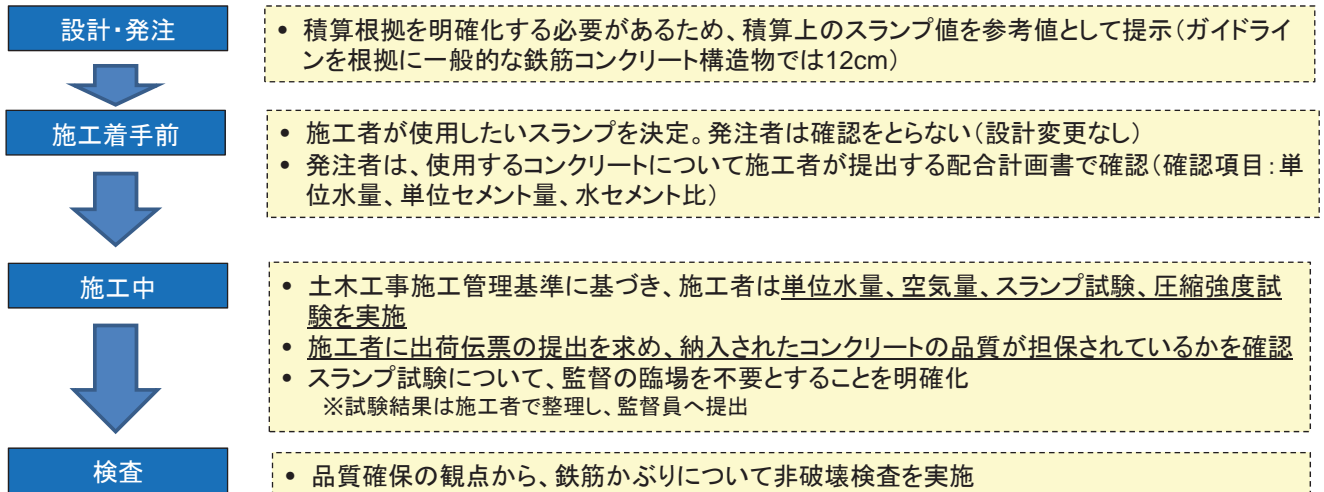 設計・発注
• 積算根拠を明確化する必要があるため、積算上のスランプ値を参考値として提示(ガイドライ
ンを根拠に一般的な鉄筋コンクリート構造物では12cm)
施工着手前
• 施工者が使用したいスランプを決定。発注者は確認をとらない(設計変更なし)
• 発注者は、使用するコンクリートについて施工者が提出する配合計画書で確認(確認項目:単
位水量、単位セメント量、水セメント比)
施工中
• 土木工事施工管理基準に基づき、施工者は単位水量、空気量、スランプ試験、圧縮強度試
験を実施
• 施工者に出荷伝票の提出を求め、納入されたコンクリートの品質が担保されているかを確認
• スランプ試験について、監督の臨場を不要とすることを明確化
※試験結果は施工者で整理し、監督員へ提出
検査
• 品質確保の観点から、鉄筋かぶりについて非破壊検査を実施